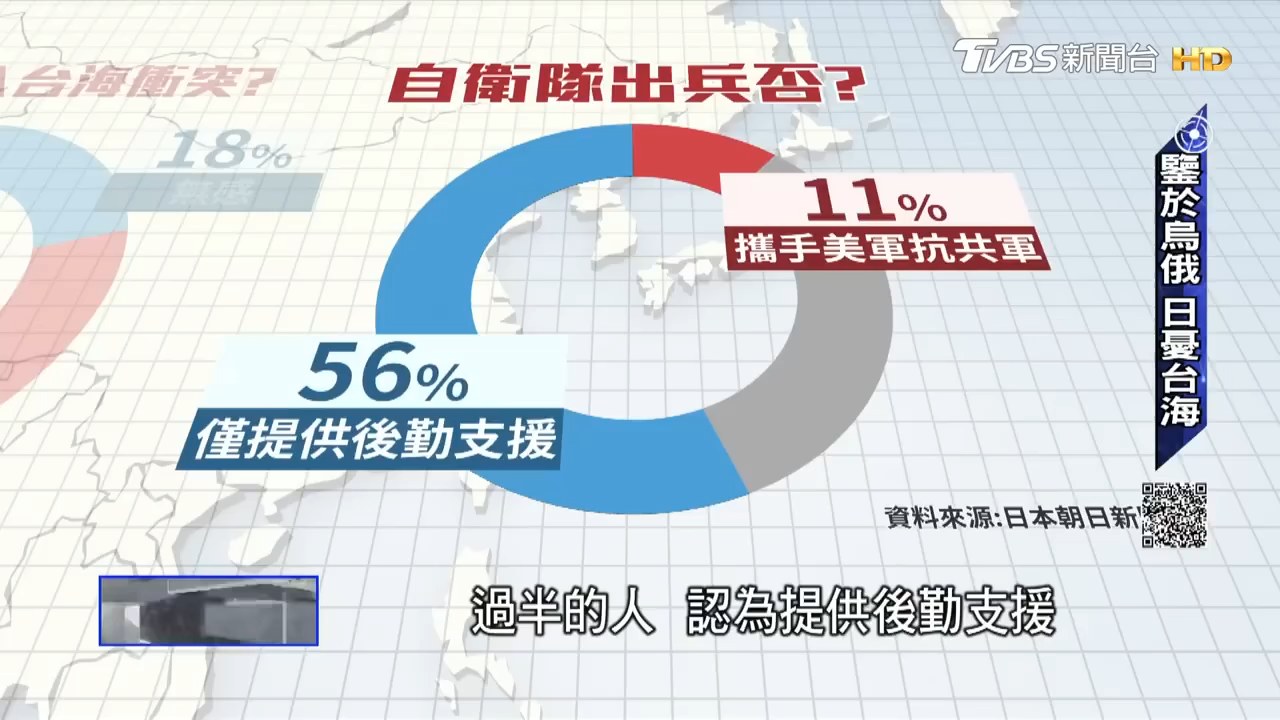 TVBS新聞台 HD
台海衝突?
自衛隊出兵否?
18%
11%
攜手美軍抗共軍
56%
僅提供後勤支援
鑒於烏俄 日憂台海
資料來源:日本朝日新
過半的人 認為提供後勤支援